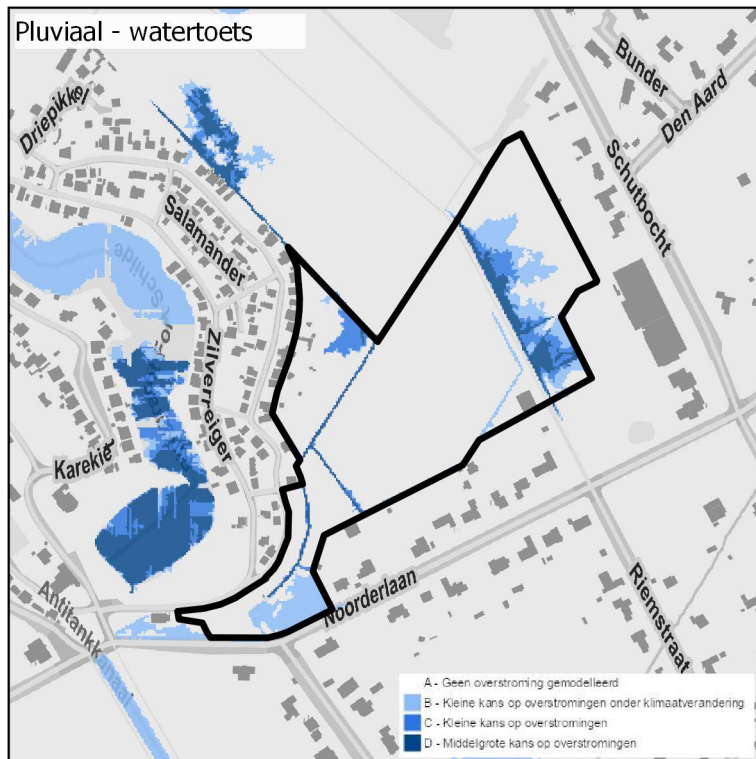 Pluviaal - watertoets
Bunder
Den Aard
Driepikkel
Schutbocht
Salamander
Schilde
Zilverreiger
Karekiet
Antitankkanaal
Noorderlaan
Riemstraat
A - Geen overstroming gemodelleerd
B - Kleine kans op overstromingen onder klimaatverandering
C - Kleine kans op overstromingen
D - Middelgrote kans op overstromingen